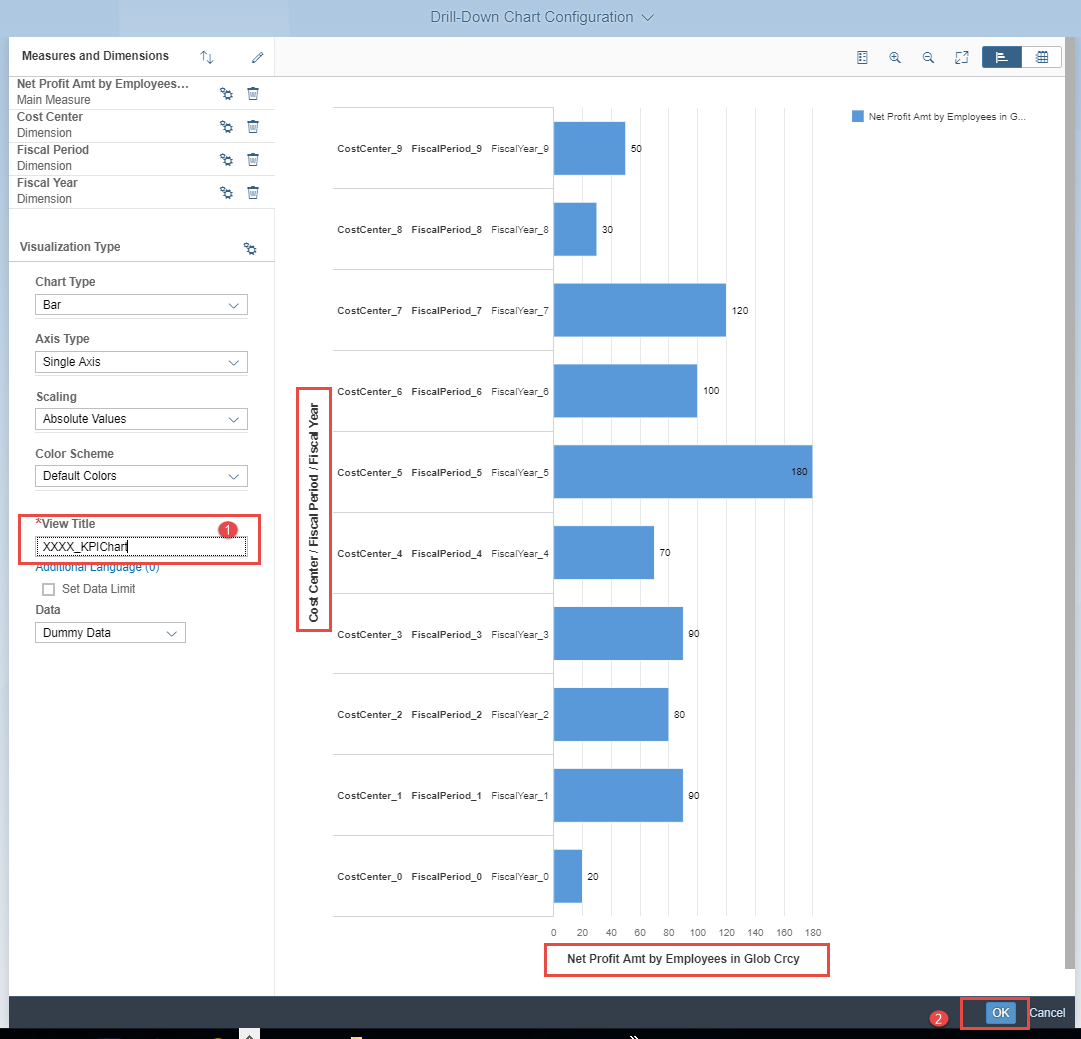 Drill-Down Chart Configuration
Measures and Dimensions
Net Profit Amt by Employees...
Main Measure
Cost Center
Dimension
Fiscal Period
Dimension
Fiscal Year
Dimension
Visualization Type
Chart Type
Bar
Axis Type
Single Axis
Scaling
Absolute Values
Color Scheme
Default Colors
*View Title
1
XXXX_KPIChart
Additional Language (0)
Set Data Limit
Data
Dummy Data
Net Profit Amt by Employees in G...
Cost Center / Fiscal Period / Fiscal Year
CostCenter_9 FiscalPeriod_9 FiscalYear_9 50
CostCenter_8 FiscalPeriod_8 FiscalYear_8 30
CostCenter_7 FiscalPeriod_7 FiscalYear_7 120
CostCenter_6 FiscalPeriod_6 FiscalYear_6 100
CostCenter_5 FiscalPeriod_5 FiscalYear_5 180
CostCenter_4 FiscalPeriod_4 FiscalYear_4 70
CostCenter_3 FiscalPeriod_3 FiscalYear_3 90
CostCenter_2 FiscalPeriod_2 FiscalYear_2 80
CostCenter_1 FiscalPeriod_1 FiscalYear_1 90
CostCenter_0 FiscalPeriod_0 FiscalYear_0 20
0 20 40 60 80 100 120 140 160 180
Net Profit Amt by Employees in Glob Crcy
2
OK
Cancel